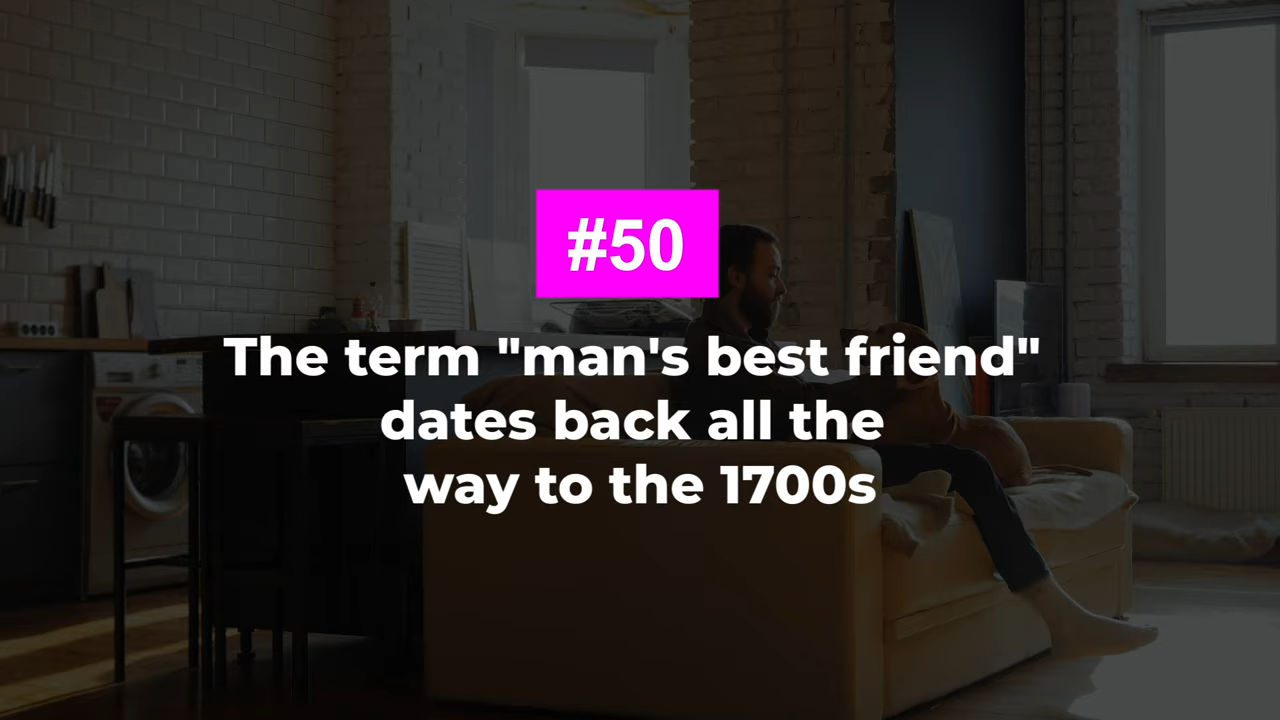 #50
The term "man's best friend"
dates back all the
way to the 1700s